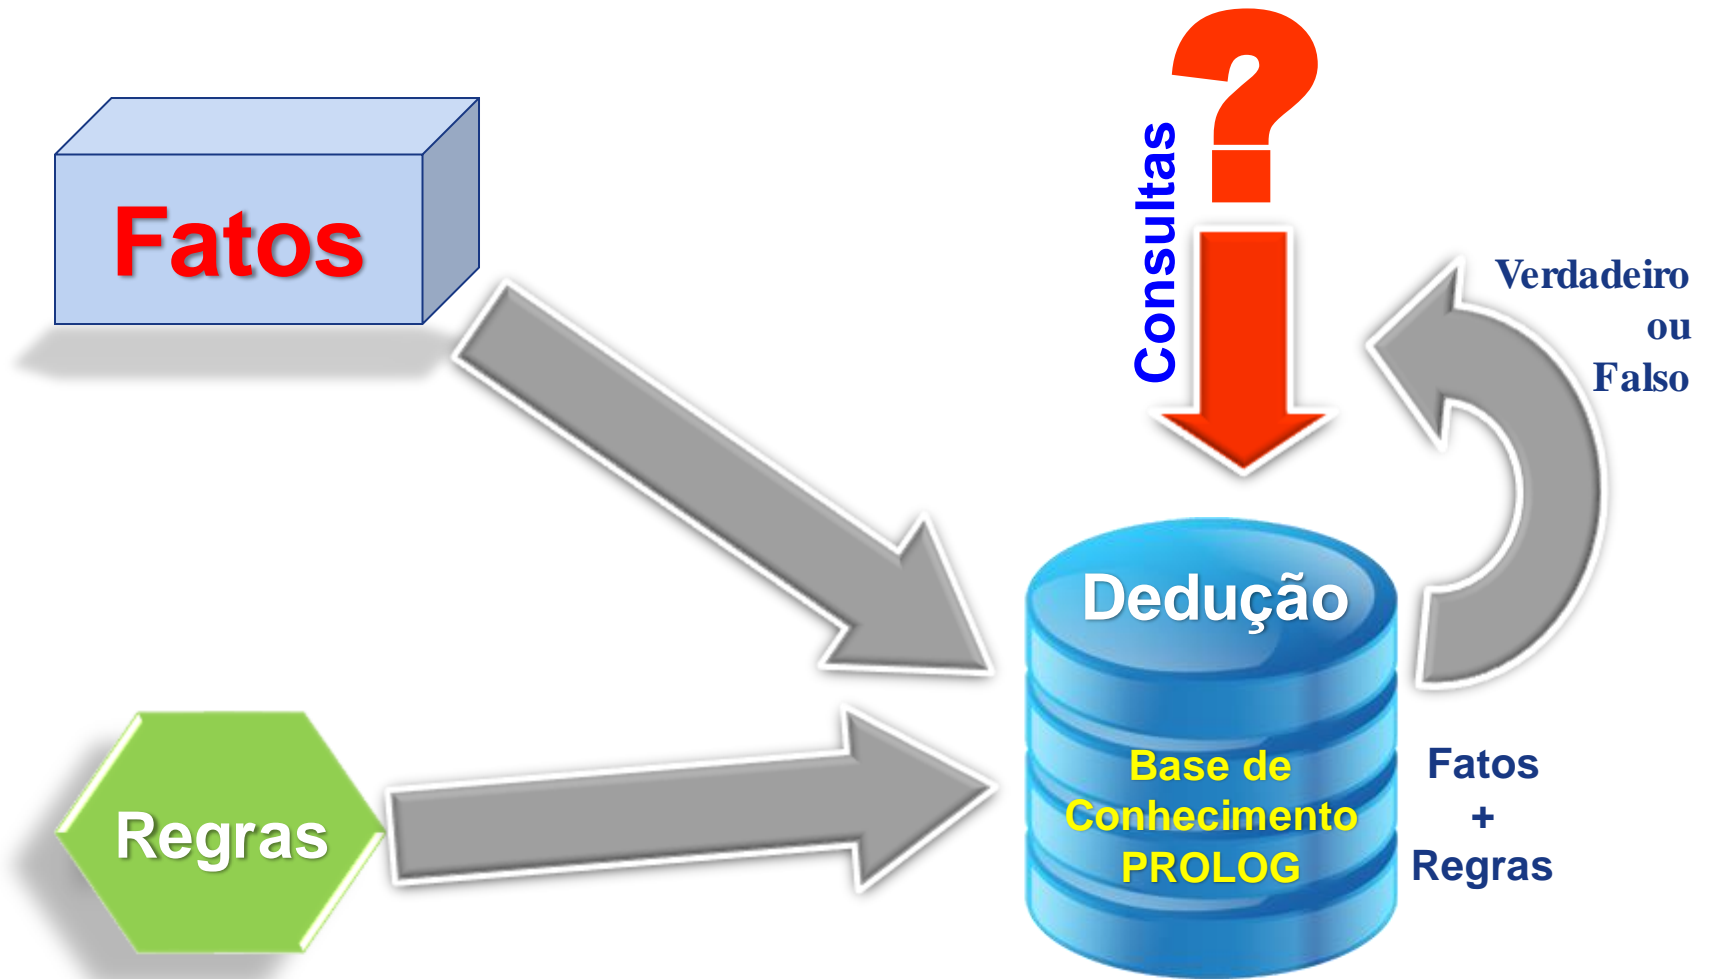 ?
Consultas
Fatos
Verdadeiro
ou
Falso
Dedução
Base de
Conhecimento
PROLOG
Fatos
+
Regras
Regras